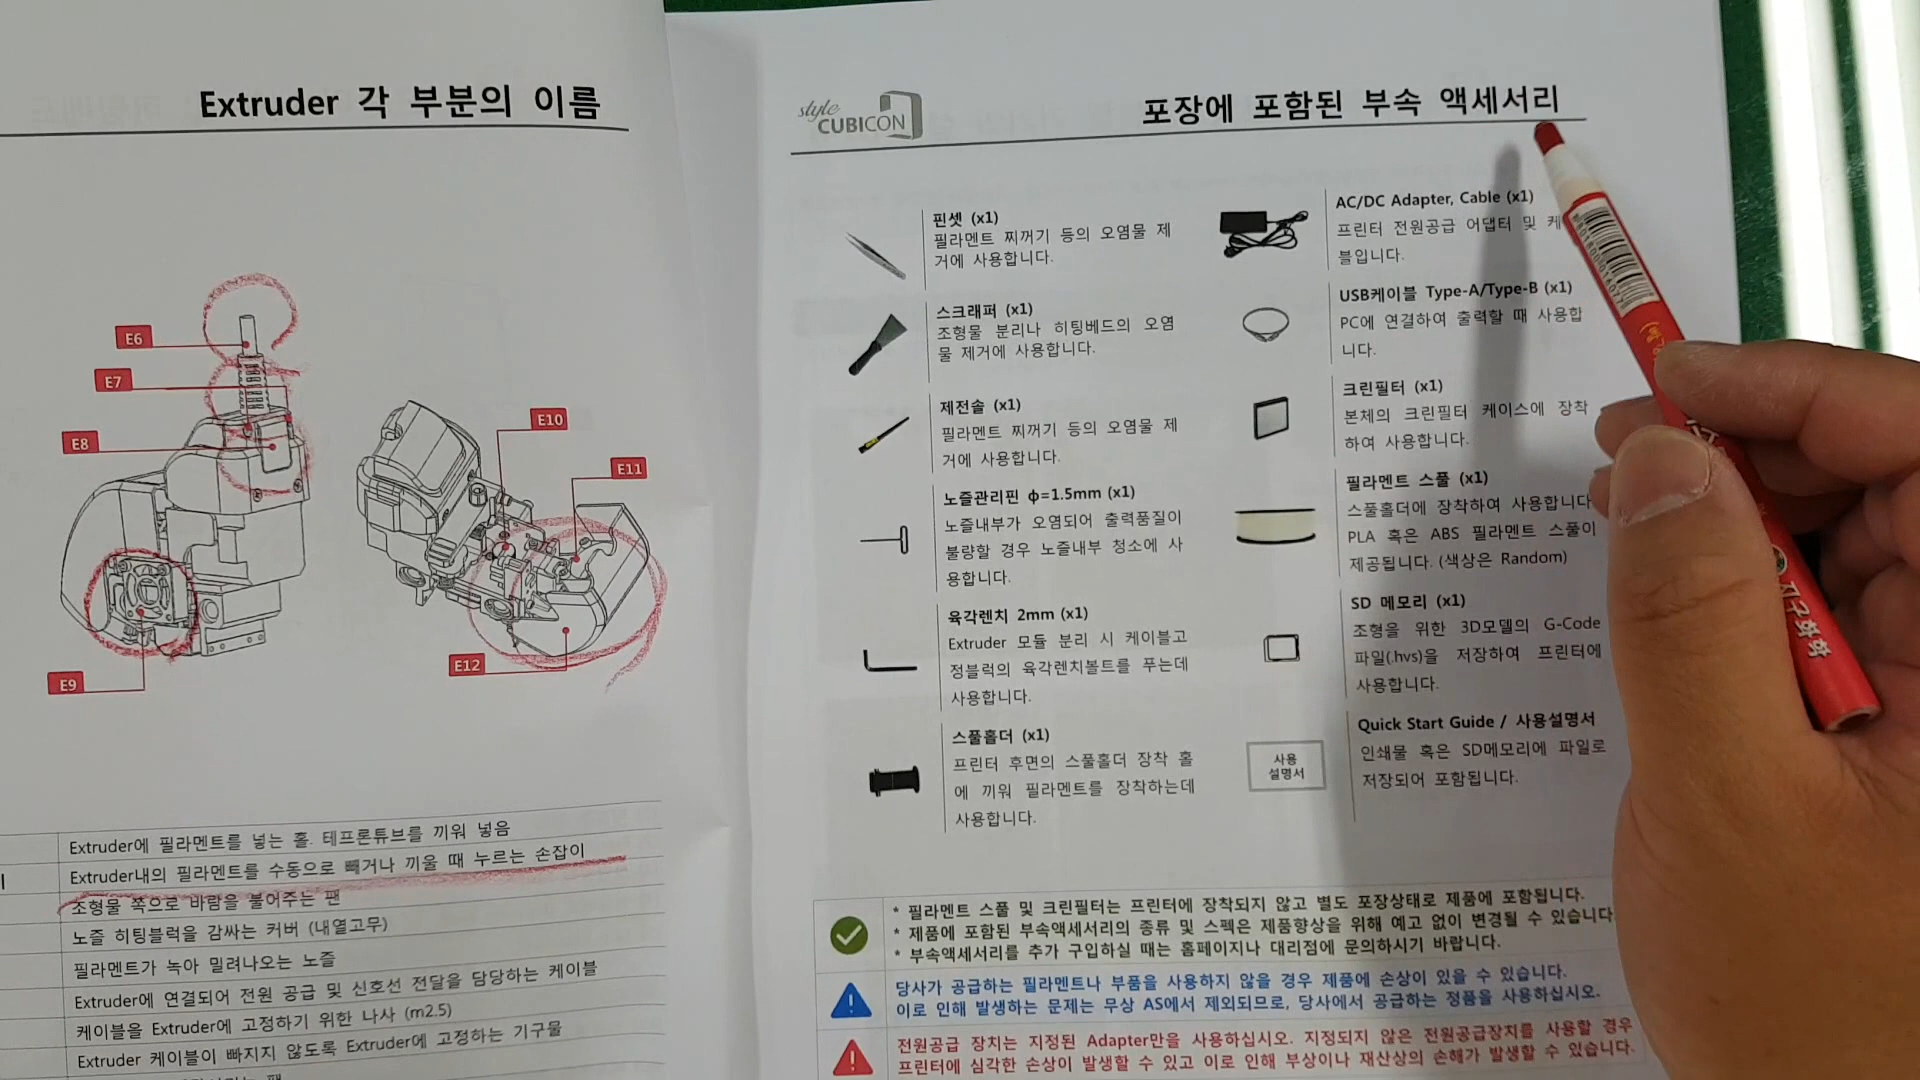 Extruder 각 부분의 이름
E6
E7
E8
E9
E10
E11
E12
Extruder에 필라멘트를 넣는 홀. 테프론튜브를 끼워 넣음
Extruder내의 필라멘트를 수동으로 빼거나 끼울 때 누르는 손잡이
조형물 쪽으로 바람을 불어주는 팬
노즐 히팅블럭을 감싸는 커버 (내열고무)
필라멘트가 녹아 밀려나오는 노즐
Extruder에 연결되어 전원 공급 및 신호선 전달을 담당하는 케이블
케이블을 Extruder에 고정하기 위한 나사 (m2.5)
Extruder 케이블이 빠지지 않도록 Extruder에 고정하는 기구물
style
CUBICON
포장에 포함된 부속 액세서리
핀셋 (x1)
필라멘트 찌꺼기 등의 오염물 제
거에 사용합니다.
스크래퍼 (x1)
조형물 분리나 히팅베드의 오염
물 제거에 사용합니다.
제전솔 (x1)
필라멘트 찌꺼기 등의 오염물 제
거에 사용합니다.
노즐관리핀 φ=1.5mm (x1)
노즐내부가 오염되어 출력품질이
불량할 경우 노즐내부 청소에 사
용합니다.
육각렌치 2mm (x1)
Extruder 모듈 분리 시 케이블고
정블럭의 육각렌치볼트를 푸는데
사용합니다.
스풀홀더 (x1)
프린터 후면의 스풀홀더 장착 홀
에 끼워 필라멘트를 장착하는데
사용합니다.
AC/DC Adapter, Cable (x1)
프린터 전원공급 어댑터 및 케
블입니다.
USB케이블 Type-A/Type-B (x1)
PC에 연결하여 출력할 때 사용합
니다.
크린필터 (x1)
본체의 크린필터 케이스에 장착
하여 사용합니다.
필라멘트 스풀 (x1)
스풀홀더에 장착하여 사용합니다
PLA 혹은 ABS 필라멘트 스풀이
제공됩니다. (색상은 Random)
SD 메모리 (x1)
조형을 위한 3D모델의 G-Code
파일(.hvs)을 저장하여 프린터에
사용합니다.
사용
설명서
Quick Start Guide / 사용설명서
인쇄물 혹은 SD메모리에 파일로
저장되어 포함됩니다.
* 필라멘트 스풀 및 크린필터는 프린터에 장착되지 않고 별도 포장상태로 제품에 포함됩니다.
* 제품에 포함된 부속액세서리의 종류 및 스펙은 제품향상을 위해 예고 없이 변경될 수 있습니다.
* 부속액세서리를 추가 구입하실 때는 홈페이지나 대리점에 문의하시기 바랍니다.
당사가 공급하는 필라멘트나 부품을 사용하지 않을 경우 제품에 손상이 있을 수 있습니다.
이로 인해 발생하는 문제는 무상 AS에서 제외되므로, 당사에서 공급하는 정품을 사용하십시오.
전원공급 장치는 지정된 Adapter만을 사용하십시오. 지정되지 않은 전원공급장치를 사용할 경우
프린터에 심각한 손상이 발생할 수 있고 이로 인해 부상이나 재산상의 손해가 발생할 수 있습니다.
지구화학